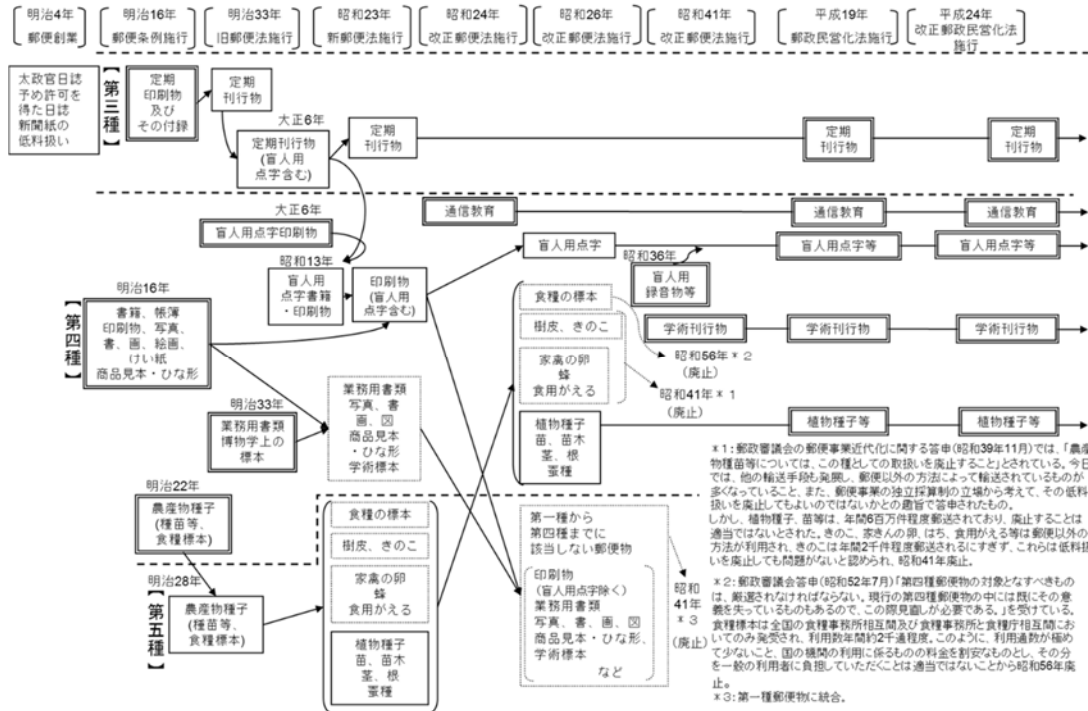 明治4年
郵便創業
明治16年
郵便条例施行
明治33年
旧郵便法施行
昭和23年
新郵便法施行
昭和24年
改正郵便法施行
昭和26年
改正郵便法施行
昭和41年
改正郵便法施行
平成19年
郵政民営化法施行
平成24年
改正郵政民営化法
施行
太政官日誌
予め許可を
得た日誌
新聞紙の
低料扱い
【第三種】
定期
印刷物
及び
その付録
定期
刊行物
大正6年
定期刊行物
(盲人用
点字含む)
定期
刊行物
定期
刊行物
定期
刊行物
大正6年
盲人用点字印刷物
通信教育
通信教育
通信教育
昭和13年
盲人用
点字書籍
・印刷物
印刷物
(盲人用
点字含む)
盲人用点字
昭和36年
盲人用
録音物等
盲人用点字等
盲人用点字等
【第四種】
明治16年
書籍、帳簿
印刷物、写真、
書、画、絵画、
けい紙
商品見本・ひな形
明治33年
業務用書類
博物学上の
標本
業務用書類
写真、書
画、図
商品見本
・ひな形
学術標本
食糧の標本
樹皮、きのこ
家禽の卵
蜂
食用がえる
植物種子
苗、苗木
茎、根
蚕種
学術刊行物
学術刊行物
学術刊行物
昭和56年*2
(廃止)
昭和41年*1
(廃止)
植物種子等
植物種子等
明治22年
農産物種子
(種苗等、
食糧標本)
明治28年
【第五種】
農産物種子
(種苗等、
食糧標本)
食糧の標本
樹皮、きのこ
家禽の卵
蜂
食用がえる
植物種子
苗、苗木
茎、根
蚕種
第一種から
第四種までに
該当しない郵便物
印刷物
(盲人用点字除く)
業務用書類
写真、書、画、図
商品見本・ひな形、
学術標本
など
昭和
41年
*3
(廃止)
*1:郵政審議会の郵便事業近代化に関する答申(昭和39年11月)では、「農産
物種苗等については、この種としての取扱いを廃止すること」とされている。今日
では、他の輸送手段も発展し、郵便以外の方法によって輸送されているものが
多くなっていること、また、郵便事業の独立採算制の立場から考えて、その低料
扱いを廃止してもよいのではないかとの趣旨で答申されたもの。
しかし、植物種子、苗等は、年間6百万件程度郵送されており、廃止することは
適当ではないとされた。きのこ、家きんの卵、はち、食用がえる等は郵便以外の
方法が利用され、きのこは年間2千件程度郵送されるにすぎず、これらは低料扱
いを廃止しても問題がないと認められ、昭和41年廃止。
*2:郵政審議会答申(昭和52年7月)「第四種郵便物の対象となすべきもの
は、厳選されなければならない。現行の第四種郵便物の中には既にその意
義を失っているものもあるので、この際見直しが必要である。」を受けている。
食糧標本は全国の食糧事務所相互間及び食糧事務所と食糧庁相互間にお
いてのみ発受され、利用数年間約2千通程度。このように、利用通数が極め
て少ないこと、国の機関の利用に係るものの料金を割安なものとし、その分
を一般の利用者に負担していただくことは適当ではないことから昭和56年廃
止。
*3:第一種郵便物に統合。